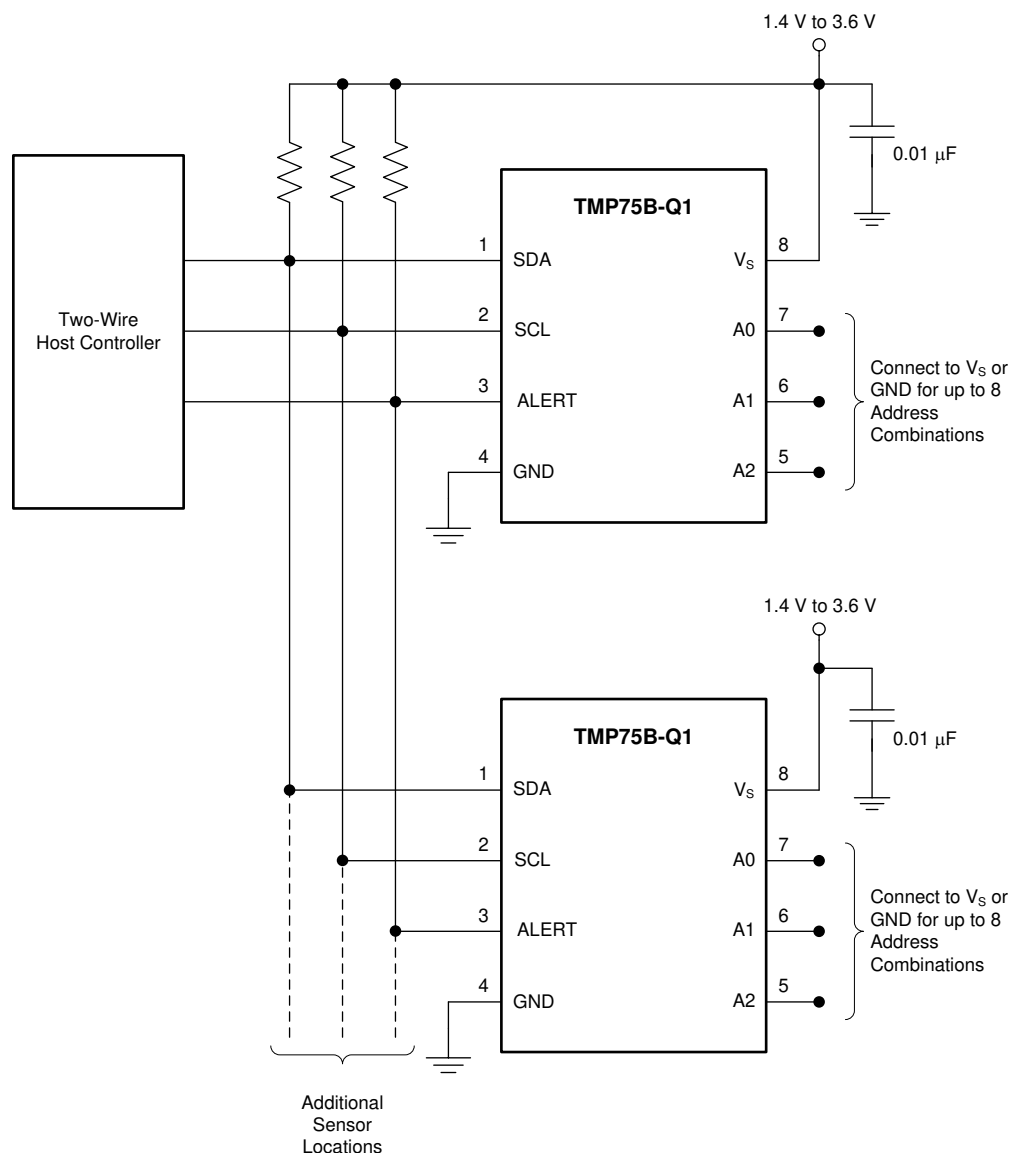 1.4 V to 3.6 V
0.01 μF
Two-Wire
Host Controller
TMP75B-Q1
1
SDA
2
SCL
3
ALERT
4
GND
8
VS
7
A0
6
A1
5
A2
Connect to VS or
GND for up to 8
Address
Combinations
1.4 V to 3.6 V
0.01 μF
TMP75B-Q1
1
SDA
2
SCL
3
ALERT
4
GND
8
VS
7
A0
6
A1
5
A2
Connect to VS or
GND for up to 8
Address
Combinations
Additional
Sensor
Locations